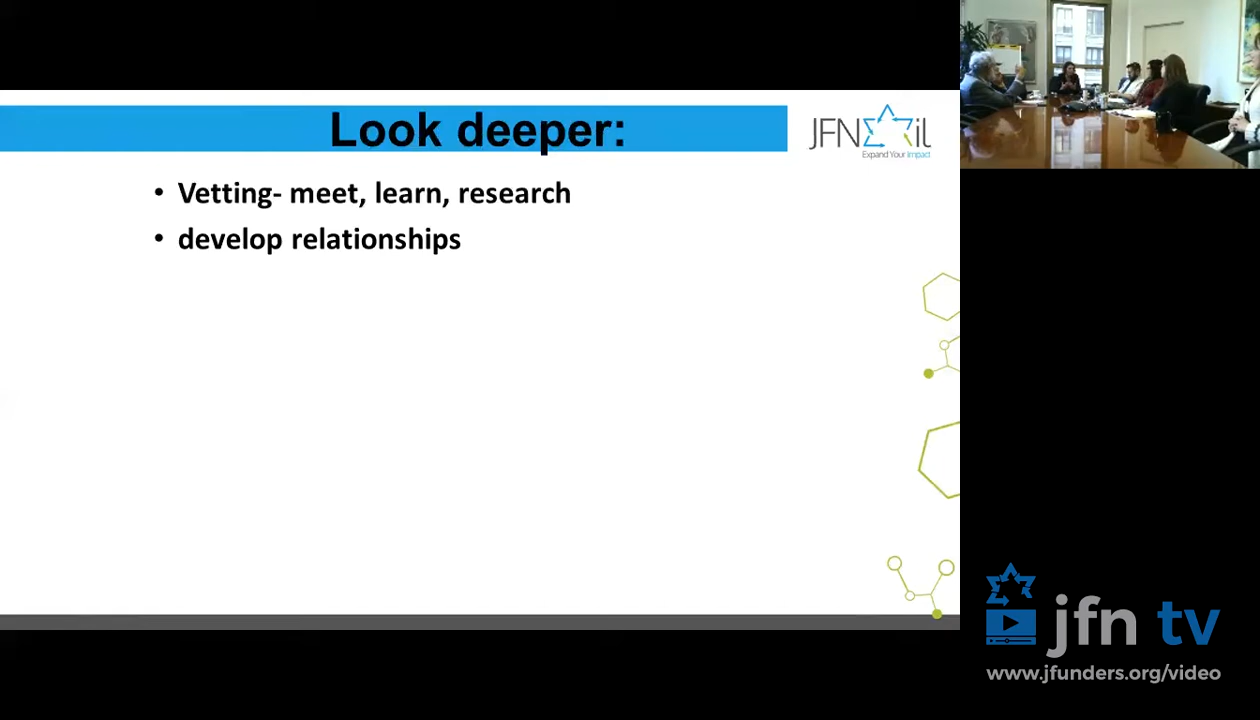 Look deeper:
JFN il
Expand Your Impact
• Vetting- meet, learn, research
• develop relationships
jfn tv
www.jfunders.org/video